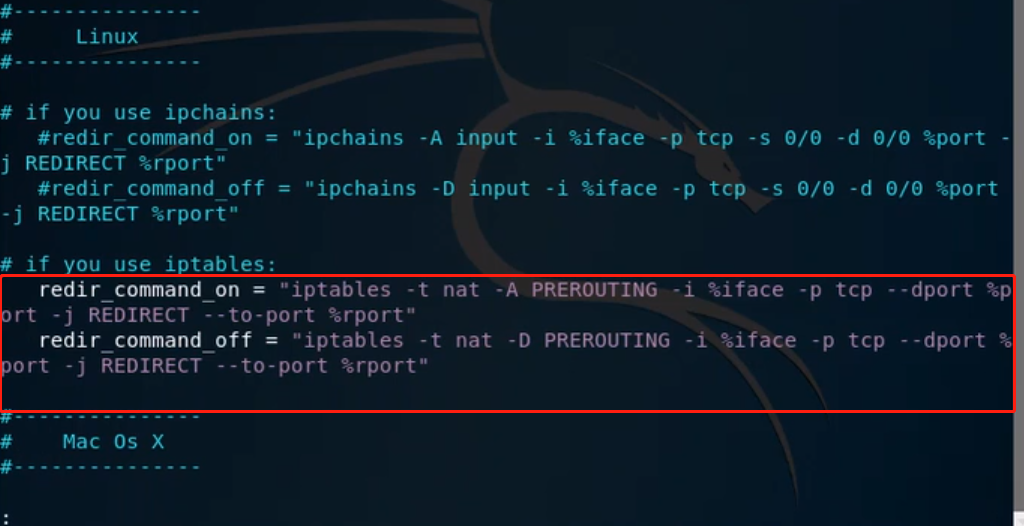 #---------------
#     Linux
#---------------
# if you use ipchains:
   #redir_command_on = "ipchains -A input -i %iface -p tcp -s 0/0 -d 0/0 %port -
j REDIRECT %rport"
   #redir_command_off = "ipchains -D input -i %iface -p tcp -s 0/0 -d 0/0 %port
-j REDIRECT %rport"
# if you use iptables:
   redir_command_on = "iptables -t nat -A PREROUTING -i %iface -p tcp --dport %p
ort -j REDIRECT --to-port %rport"
   redir_command_off = "iptables -t nat -D PREROUTING -i %iface -p tcp --dport %
port -j REDIRECT --to-port %rport"
#---------------
#    Mac Os X
#---------------
: